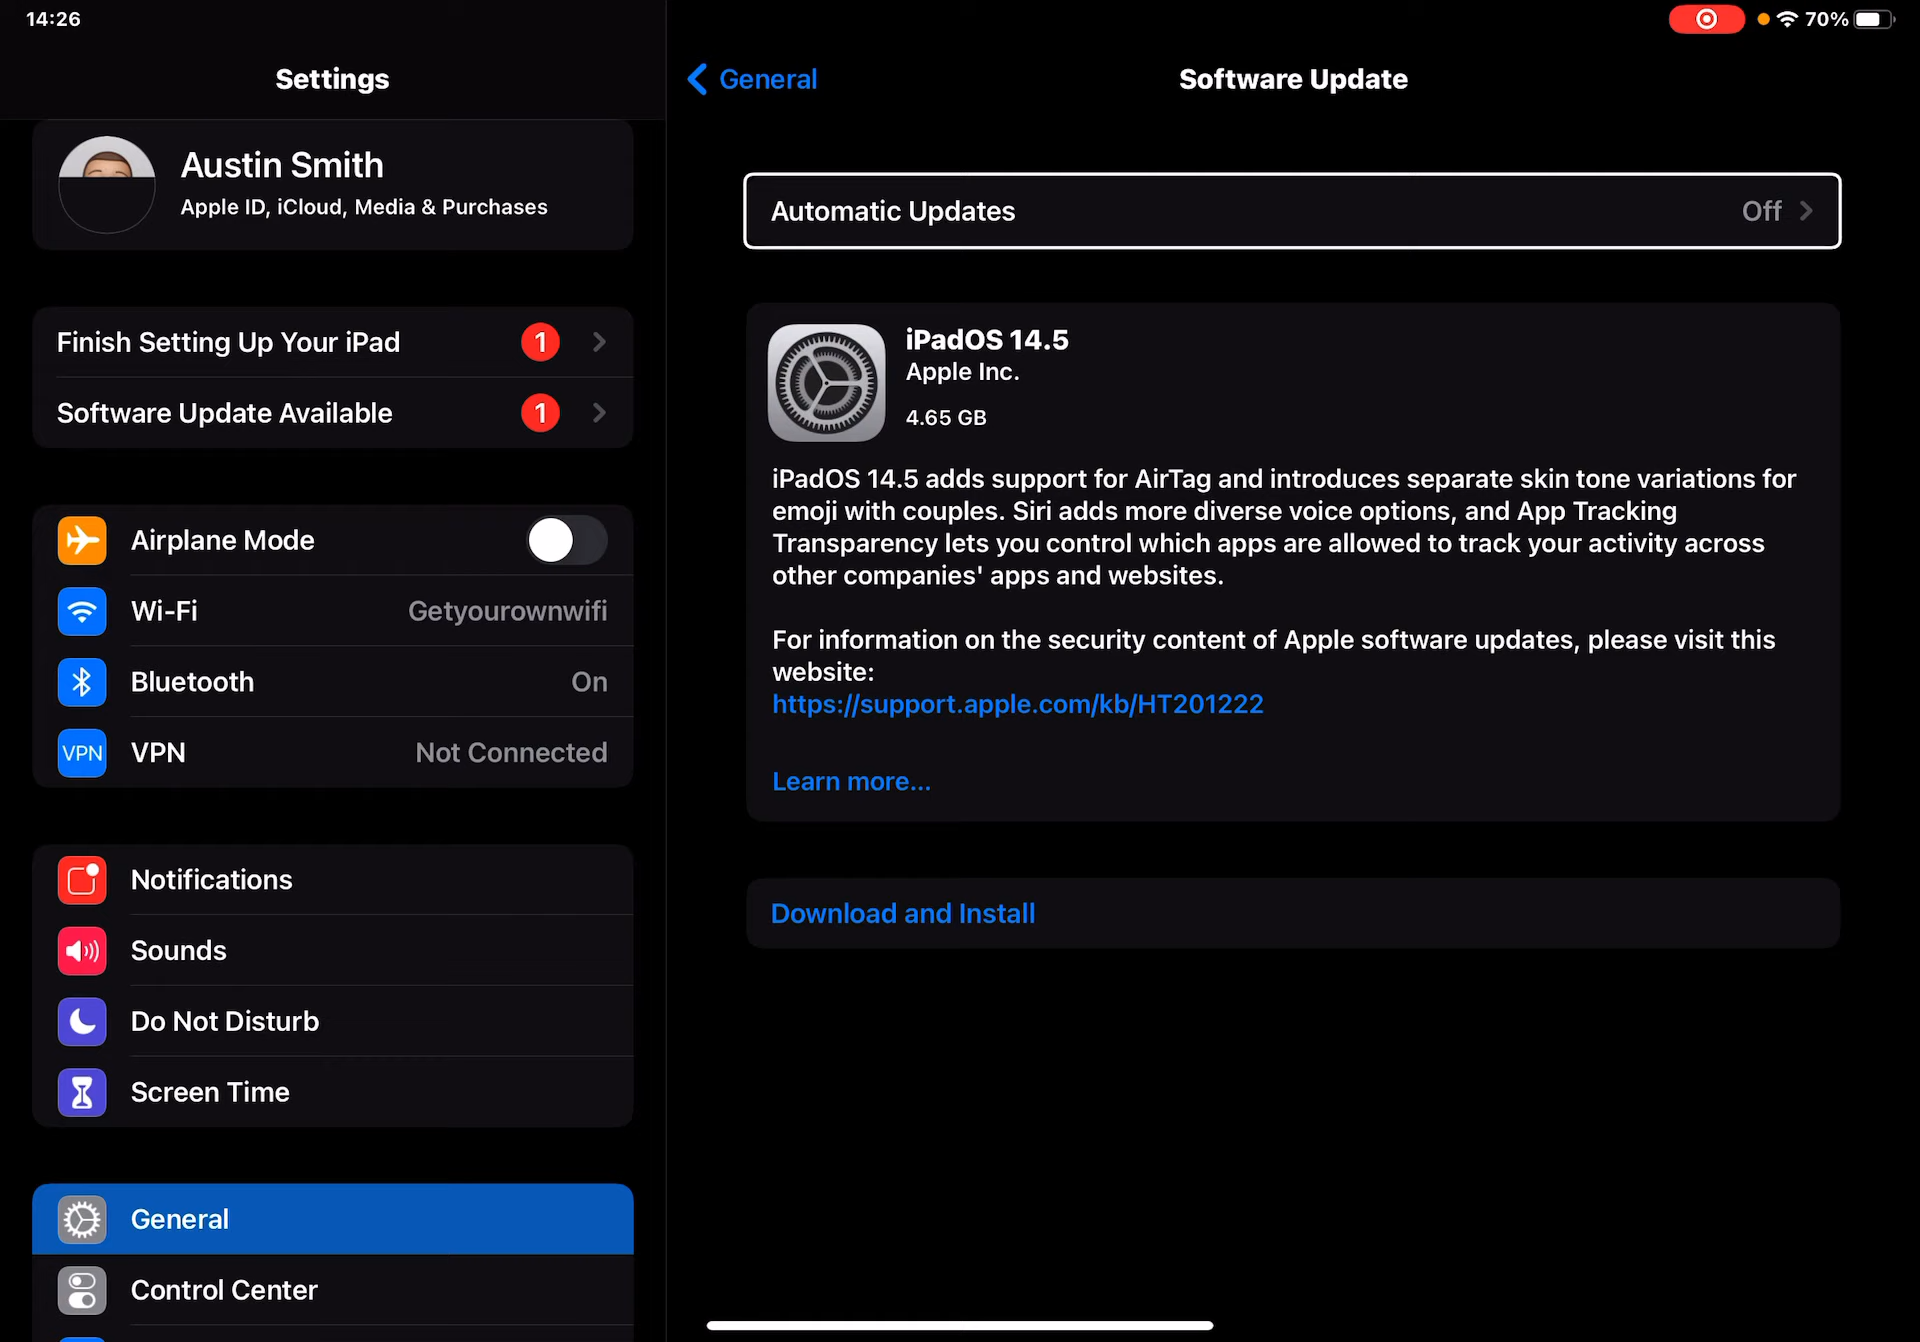 14:26
70%
Settings
Austin Smith
Apple ID, iCloud, Media & Purchases
Finish Setting Up Your iPad 1
Software Update Available 1
Airplane Mode
Wi-Fi Getyourownwifi
Bluetooth On
VPN VPN Not Connected
Notifications
Sounds
Do Not Disturb
Screen Time
General
Control Center
General
Software Update
Automatic Updates Off
iPadOS 14.5
Apple Inc.
4.65 GB
iPadOS 14.5 adds support for AirTag and introduces separate skin tone variations for
emoji with couples. Siri adds more diverse voice options, and App Tracking
Transparency lets you control which apps are allowed to track your activity across
other companies' apps and websites.
For information on the security content of Apple software updates, please visit this
website:
https://support.apple.com/kb/HT201222
Learn more...
Download and Install